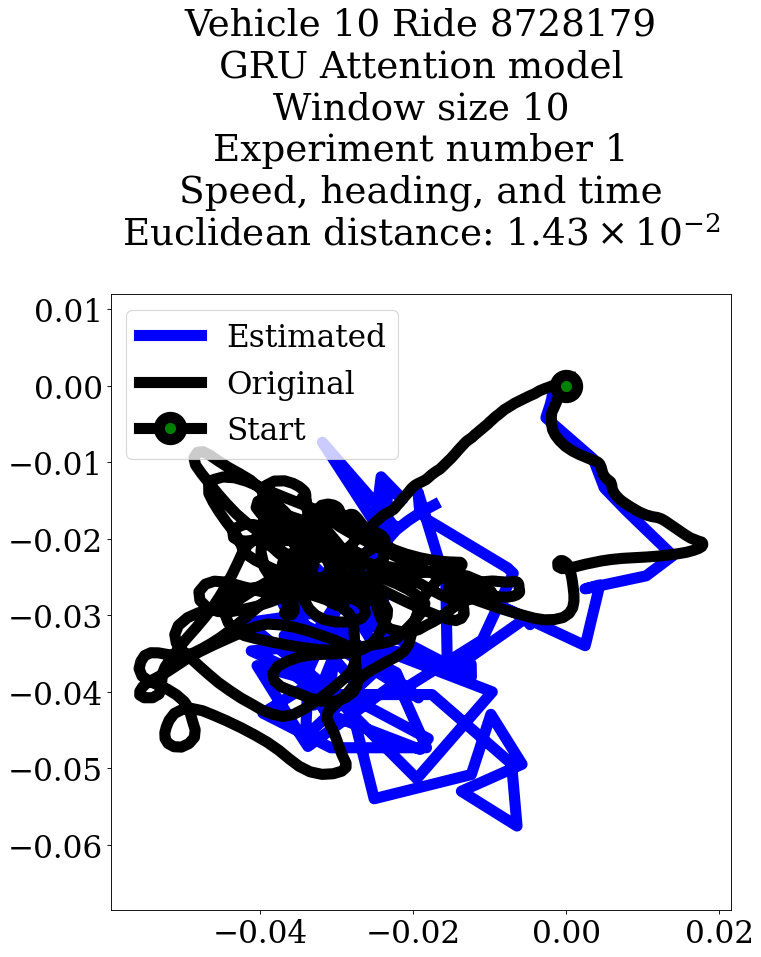 Vehicle 10 Ride 8728179
GRU Attention model
Window size 10
Experiment number 1
Speed, heading, and time
Euclidean distance: 1.43 × 10⁻²
Estimated
Original
Start
0.01
0.00
−0.01
−0.02
−0.03
−0.04
−0.05
−0.06
−0.04
−0.02
0.00
0.02